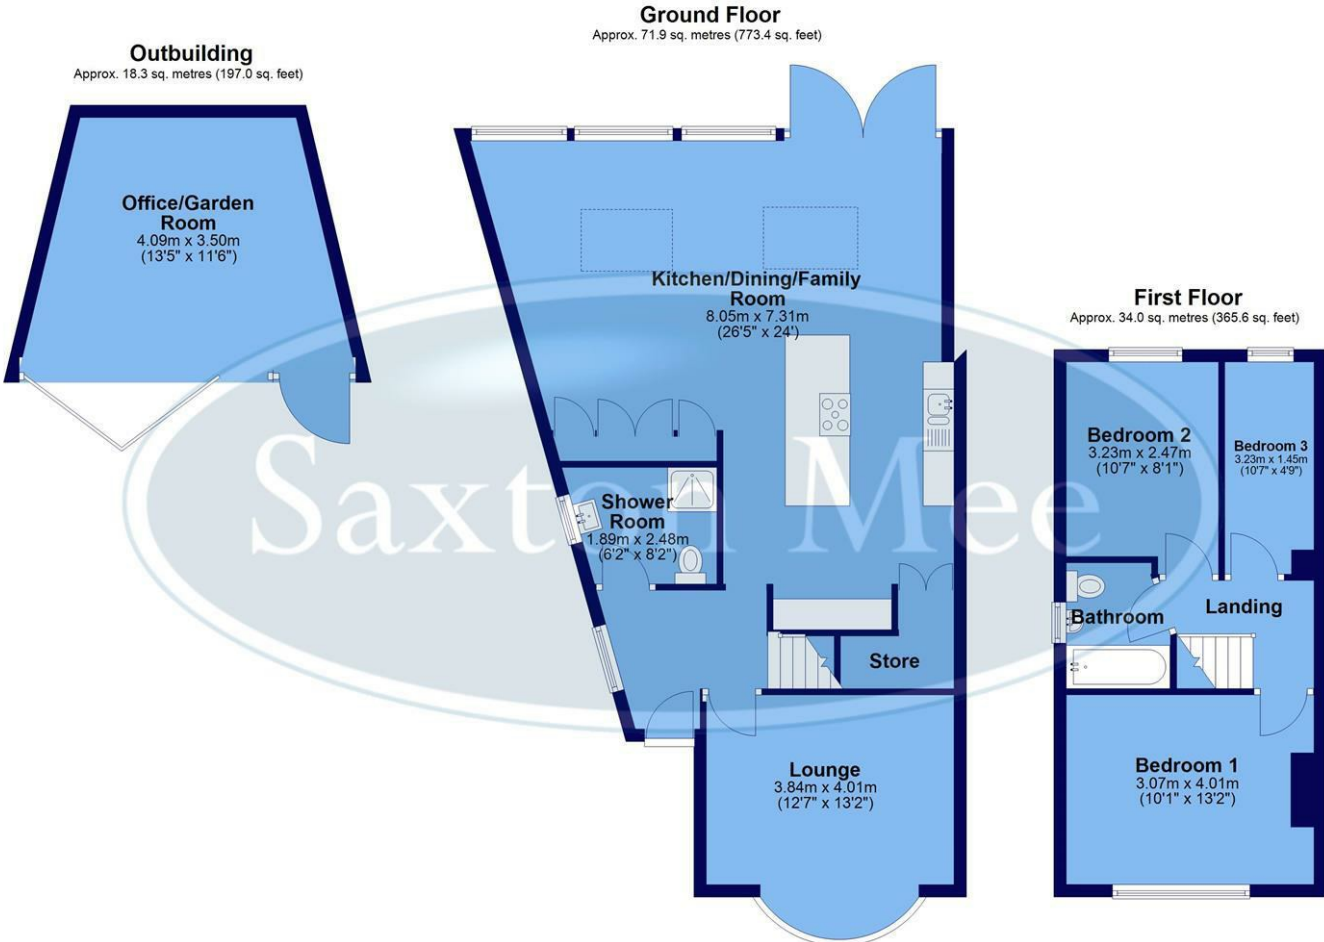 Outbuilding
Approx. 18.3 sq. metres (197.0 sq. feet)
Office/Garden
Room
4.09m x 3.50m
(13'5" x 11'6")
Ground Floor
Approx. 71.9 sq. metres (773.4 sq. feet)
Kitchen/Dining/Family
Room
8.05m x 7.31m
(26'5" x 24')
Shower
Room
1.89m x 2.48m
(6'2" x 8'2")
Store
Lounge
3.84m x 4.01m
(12'7" x 13'2")
First Floor
Approx. 34.0 sq. metres (365.6 sq. feet)
Bedroom 2
3.23m x 2.47m
(10'7" x 8'1")
Bedroom 3
3.23m x 1.45m
(10'7" x 4'9")
Bathroom
Landing
Bedroom 1
3.07m x 4.01m
(10'1" x 13'2")
Saxton Mee